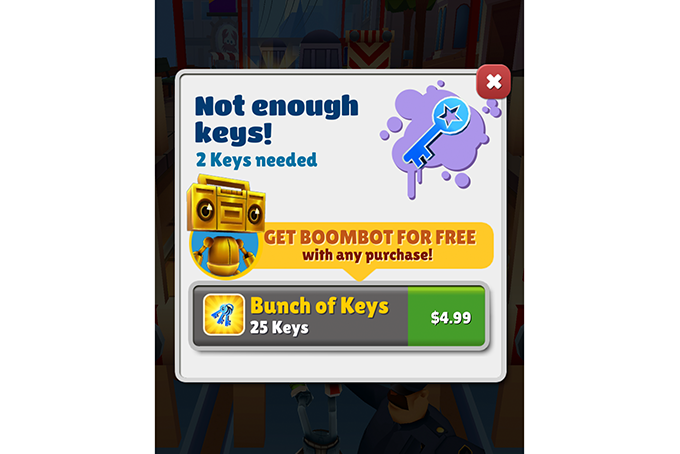 Not enough
keys!
2 Keys needed
GET BOOMBOT FOR FREE
with any purchase!
Bunch of Keys
25 Keys
$4.99